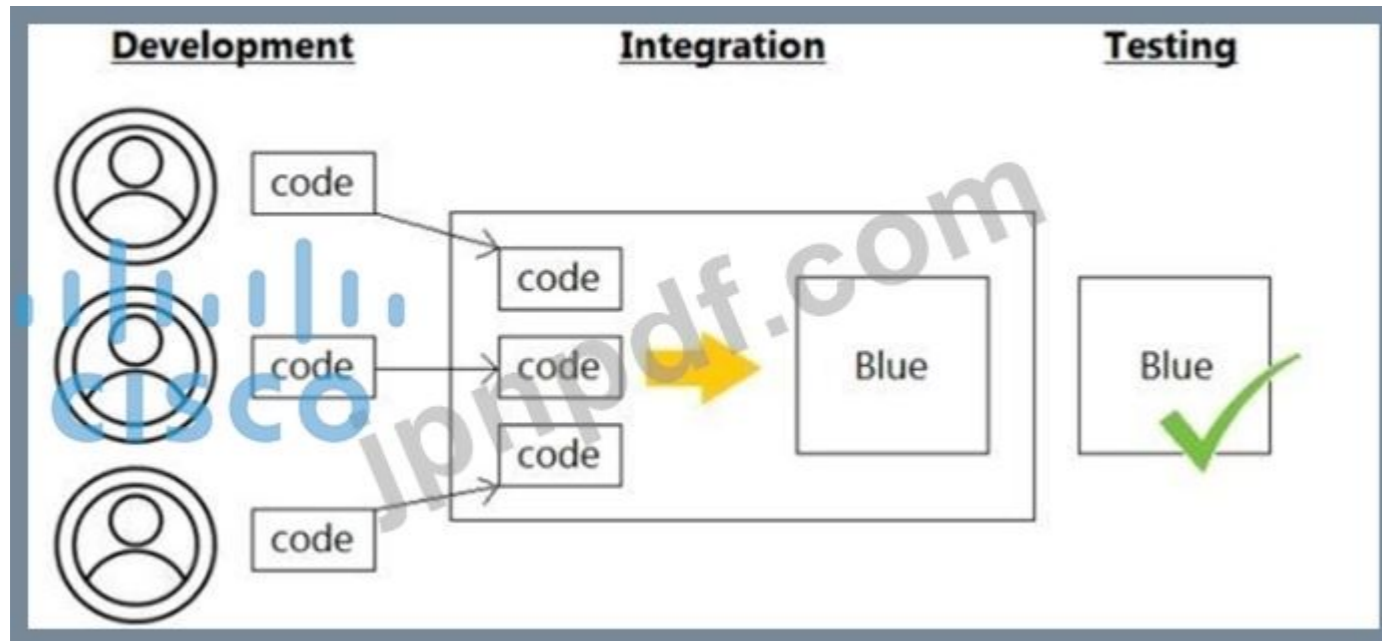 Development Integration Testing
code
code
code
code
code
code
Blue
Blue
cisco
jpnpdf.com